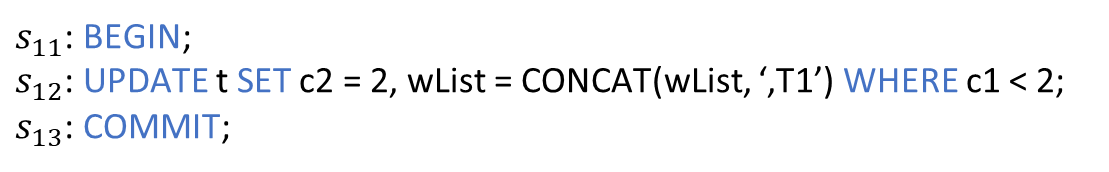 s₁₁: BEGIN;
s₁₂: UPDATE t SET c2 = 2, wList = CONCAT(wList, ‘,T1’) WHERE c1 < 2;
s₁₃: COMMIT;